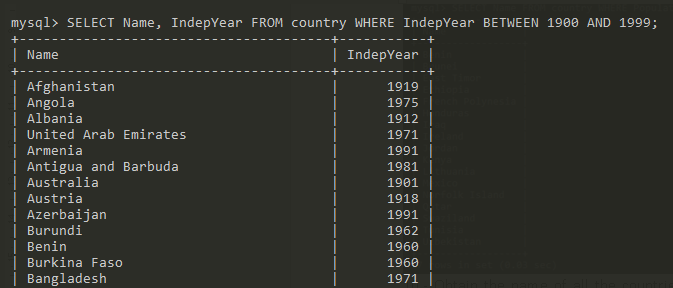 mysql> SELECT Name, IndepYear FROM country WHERE IndepYear BETWEEN 1900 AND 1999;
+---------------------------------------+-----------+
| Name | IndepYear |
+---------------------------------------+-----------+
| Afghanistan | 1919 |
| Angola | 1975 |
| Albania | 1912 |
| United Arab Emirates | 1971 |
| Armenia | 1991 |
| Antigua and Barbuda | 1981 |
| Australia | 1901 |
| Austria | 1918 |
| Azerbaijan | 1991 |
| Burundi | 1962 |
| Benin | 1960 |
| Burkina Faso | 1960 |
| Bangladesh | 1971 |